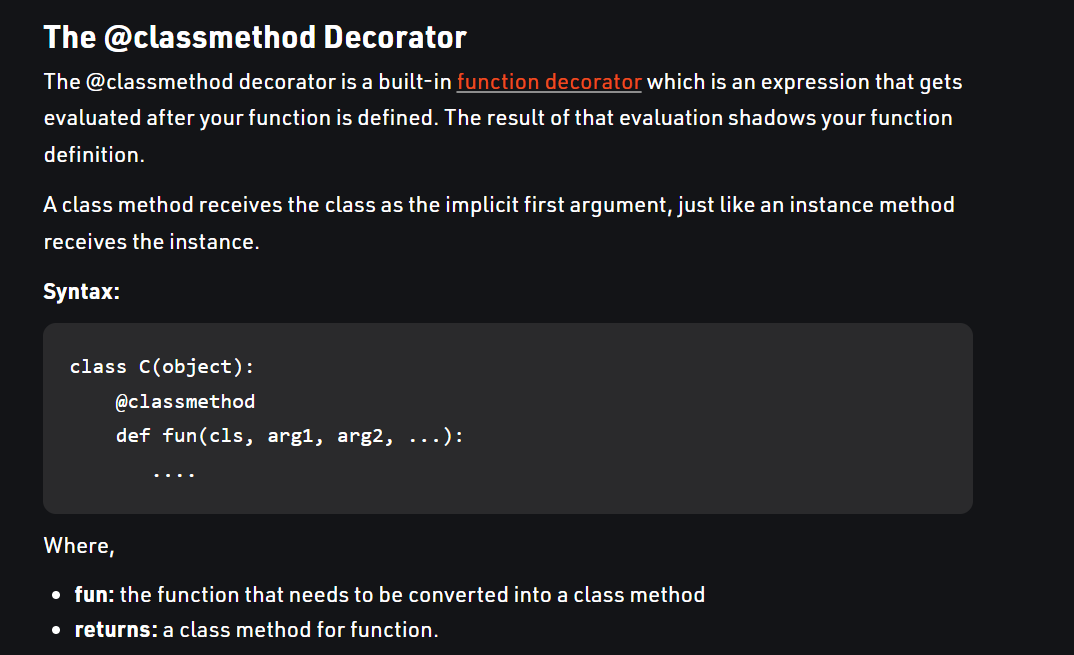 The @classmethod Decorator
The @classmethod decorator is a built-in function decorator which is an expression that gets
evaluated after your function is defined. The result of that evaluation shadows your function
definition.
A class method receives the class as the implicit first argument, just like an instance method
receives the instance.
Syntax:
class C(object):
    @classmethod
    def fun(cls, arg1, arg2, ...):
       ....
Where,
• fun: the function that needs to be converted into a class method
• returns: a class method for function.